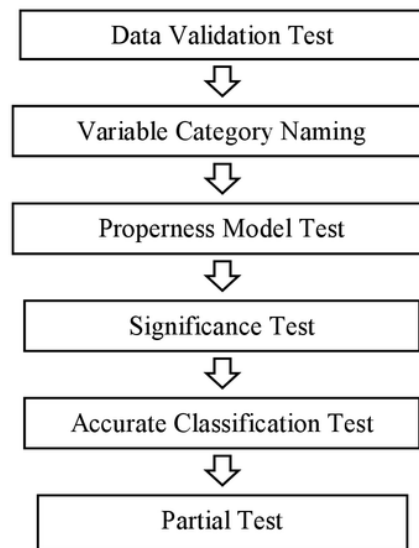 Data Validation Test
Variable Category Naming
Properness Model Test
Significance Test
Accurate Classification Test
Partial Test